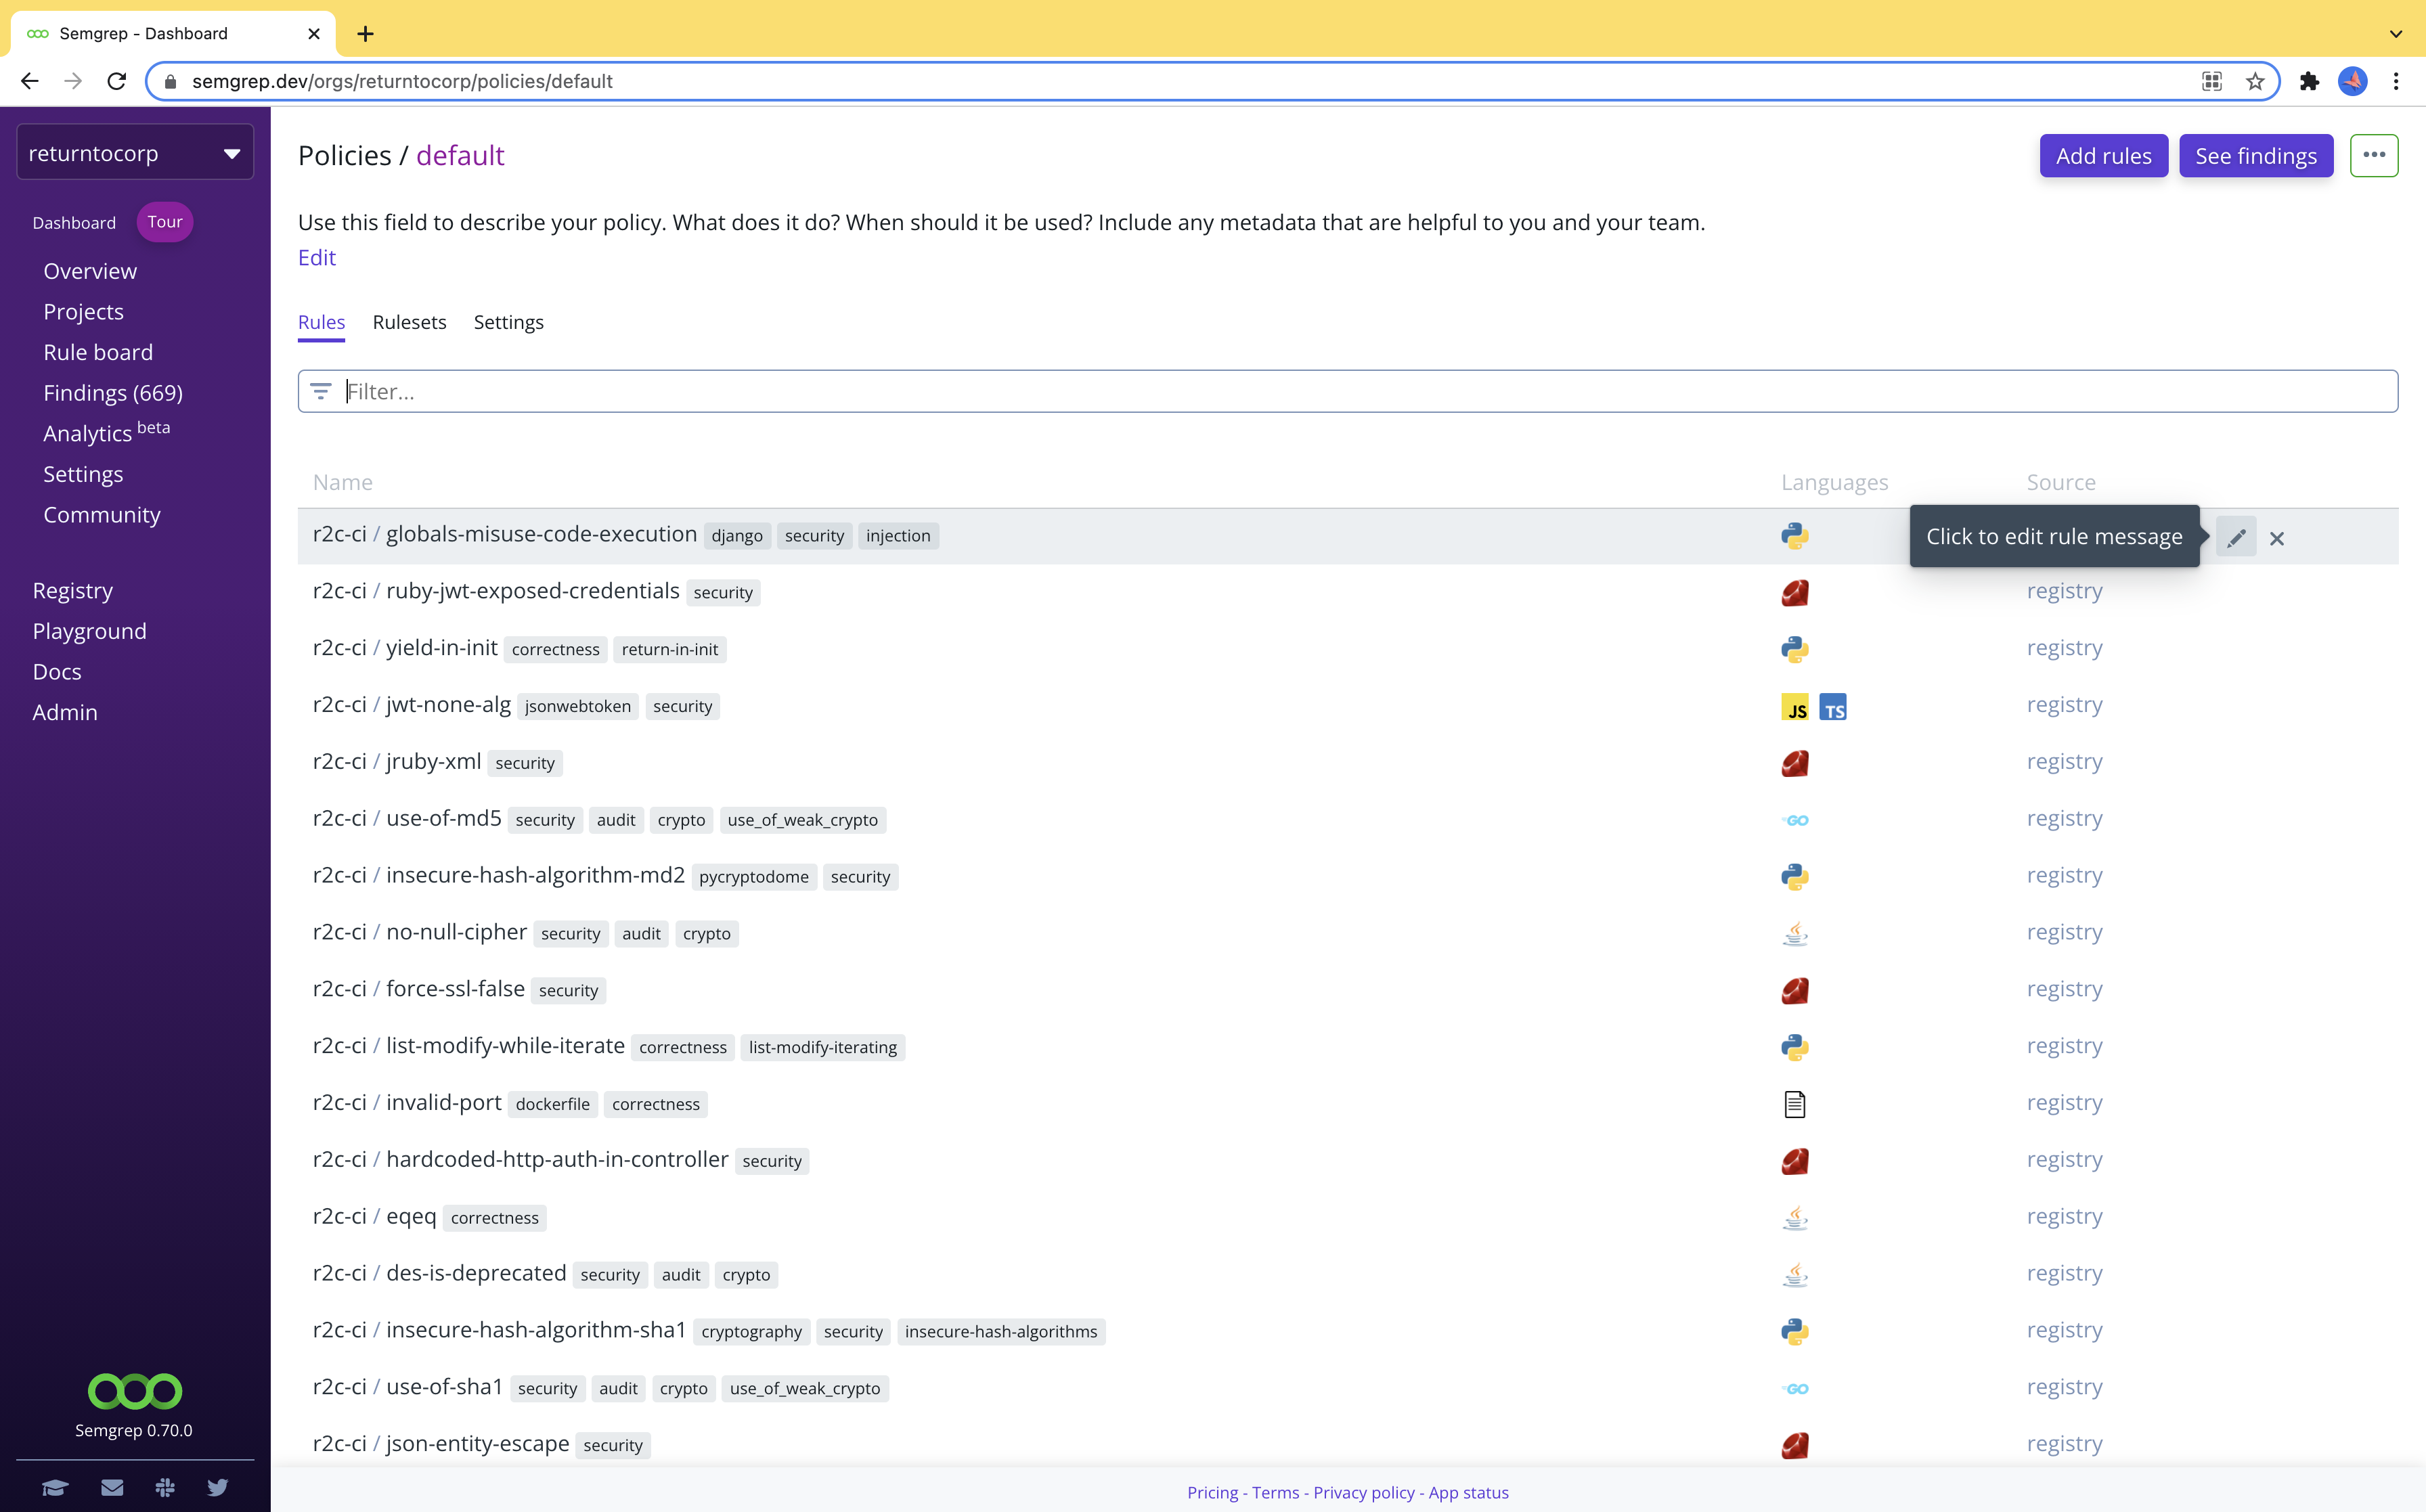 Semgrep - Dashboard
semgrep.dev/orgs/returntocorp/policies/default
returntocorp
Dashboard Tour
Overview
Projects
Rule board
Findings (669)
Analytics beta
Settings
Community
Registry
Playground
Docs
Admin
Semgrep 0.70.0
Policies / default
Add rules See findings
Use this field to describe your policy. What does it do? When should it be used? Include any metadata that are helpful to you and your team.
Edit
Rules Rulesets Settings
Filter...
Name Languages Source
r2c-ci / globals-misuse-code-execution django security injection Click to edit rule message
r2c-ci / ruby-jwt-exposed-credentials security registry
r2c-ci / yield-in-init correctness return-in-init registry
r2c-ci / jwt-none-alg jsonwebtoken security JS TS registry
r2c-ci / jruby-xml security registry
r2c-ci / use-of-md5 security audit crypto use_of_weak_crypto GO registry
r2c-ci / insecure-hash-algorithm-md2 pycryptodome security registry
r2c-ci / no-null-cipher security audit crypto registry
r2c-ci / force-ssl-false security registry
r2c-ci / list-modify-while-iterate correctness list-modify-iterating registry
r2c-ci / invalid-port dockerfile correctness registry
r2c-ci / hardcoded-http-auth-in-controller security registry
r2c-ci / eqeq correctness registry
r2c-ci / des-is-deprecated security audit crypto registry
r2c-ci / insecure-hash-algorithm-sha1 cryptography security insecure-hash-algorithms registry
r2c-ci / use-of-sha1 security audit crypto use_of_weak_crypto GO registry
r2c-ci / json-entity-escape security registry
Pricing - Terms - Privacy policy - App status